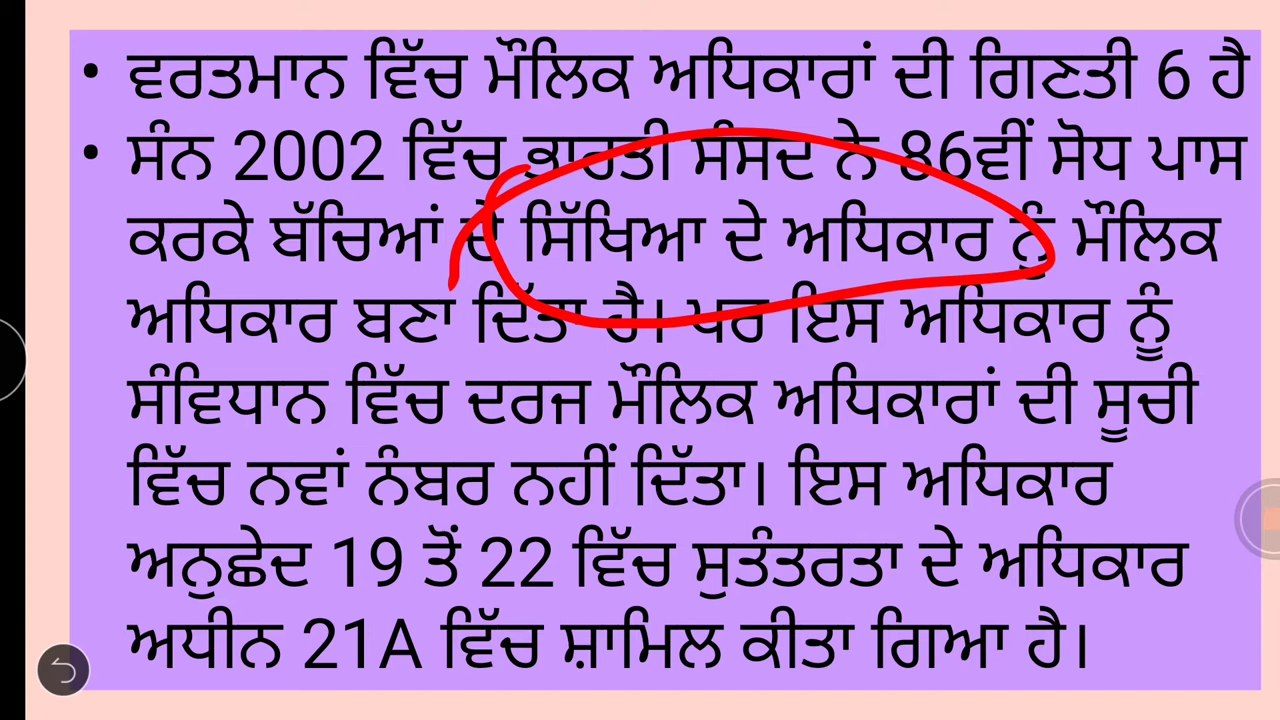 • ਵਰਤਮਾਨ ਵਿੱਚ ਮੌਲਿਕ ਅਧਿਕਾਰਾਂ ਦੀ ਗਿਣਤੀ 6 ਹੈ
• ਸੰਨ 2002 ਵਿੱਚ ਭਾਰਤੀ ਸੰਸਦ ਨੇ 86ਵੀਂ ਸੋਧ ਪਾਸ
ਕਰਕੇ ਬੱਚਿਆਂ ਦੇ ਸਿੱਖਿਆ ਦੇ ਅਧਿਕਾਰ ਨੂੰ ਮੌਲਿਕ
ਅਧਿਕਾਰ ਬਣਾ ਦਿੱਤਾ ਹੈ। ਪਰ ਇਸ ਅਧਿਕਾਰ ਨੂੰ
ਸੰਵਿਧਾਨ ਵਿੱਚ ਦਰਜ ਮੌਲਿਕ ਅਧਿਕਾਰਾਂ ਦੀ ਸੂਚੀ
ਵਿੱਚ ਨਵਾਂ ਨੰਬਰ ਨਹੀਂ ਦਿੱਤਾ। ਇਸ ਅਧਿਕਾਰ
ਅਨੁਛੇਦ 19 ਤੋਂ 22 ਵਿੱਚ ਸੁਤੰਤਰਤਾ ਦੇ ਅਧਿਕਾਰ
ਅਧੀਨ 21A ਵਿੱਚ ਸ਼ਾਮਿਲ ਕੀਤਾ ਗਿਆ ਹੈ।